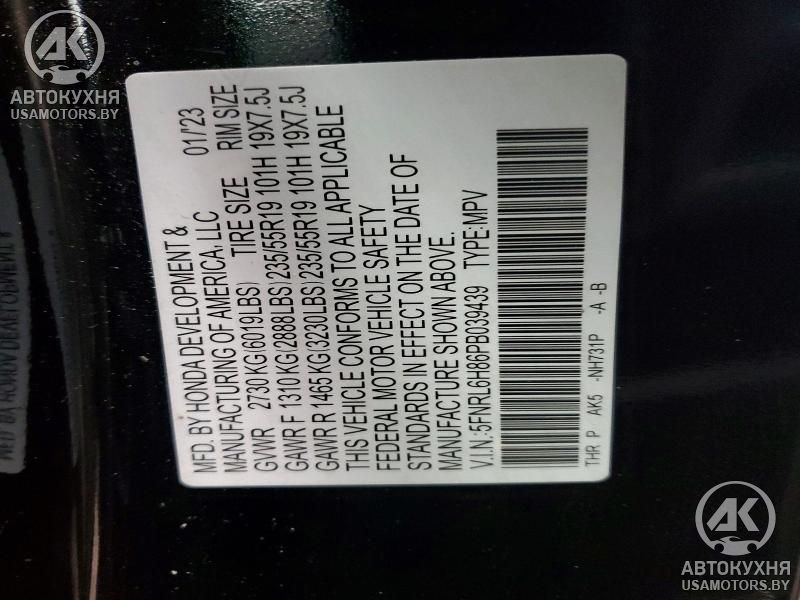 AK
АВТОКУХНЯ
USAMOTORS.BY
MFD. BY HONDA DEVELOPMENT &
MANUFACTURING OF AMERICA, LLC 01/'23
GVWR 2730 KG(6019LBS) TIRE SIZE RIM SIZE
GAWR F 1310 KG(2888LBS)235/55R19 101H 19X7.5J
GAWR R 1465 KG(3230LBS)235/55R19 101H 19X7.5J
THIS VEHICLE CONFORMS TO ALL APPLICABLE
FEDERAL MOTOR VEHICLE SAFETY
STANDARDS IN EFFECT ON THE DATE OF
MANUFACTURE SHOWN ABOVE.
V.I.N.:5FNRL6H86PB039439 TYPE:MPV
THR P AK5 -NH731P -A -B
AK
АВТОКУХНЯ
USAMOTORS.BY